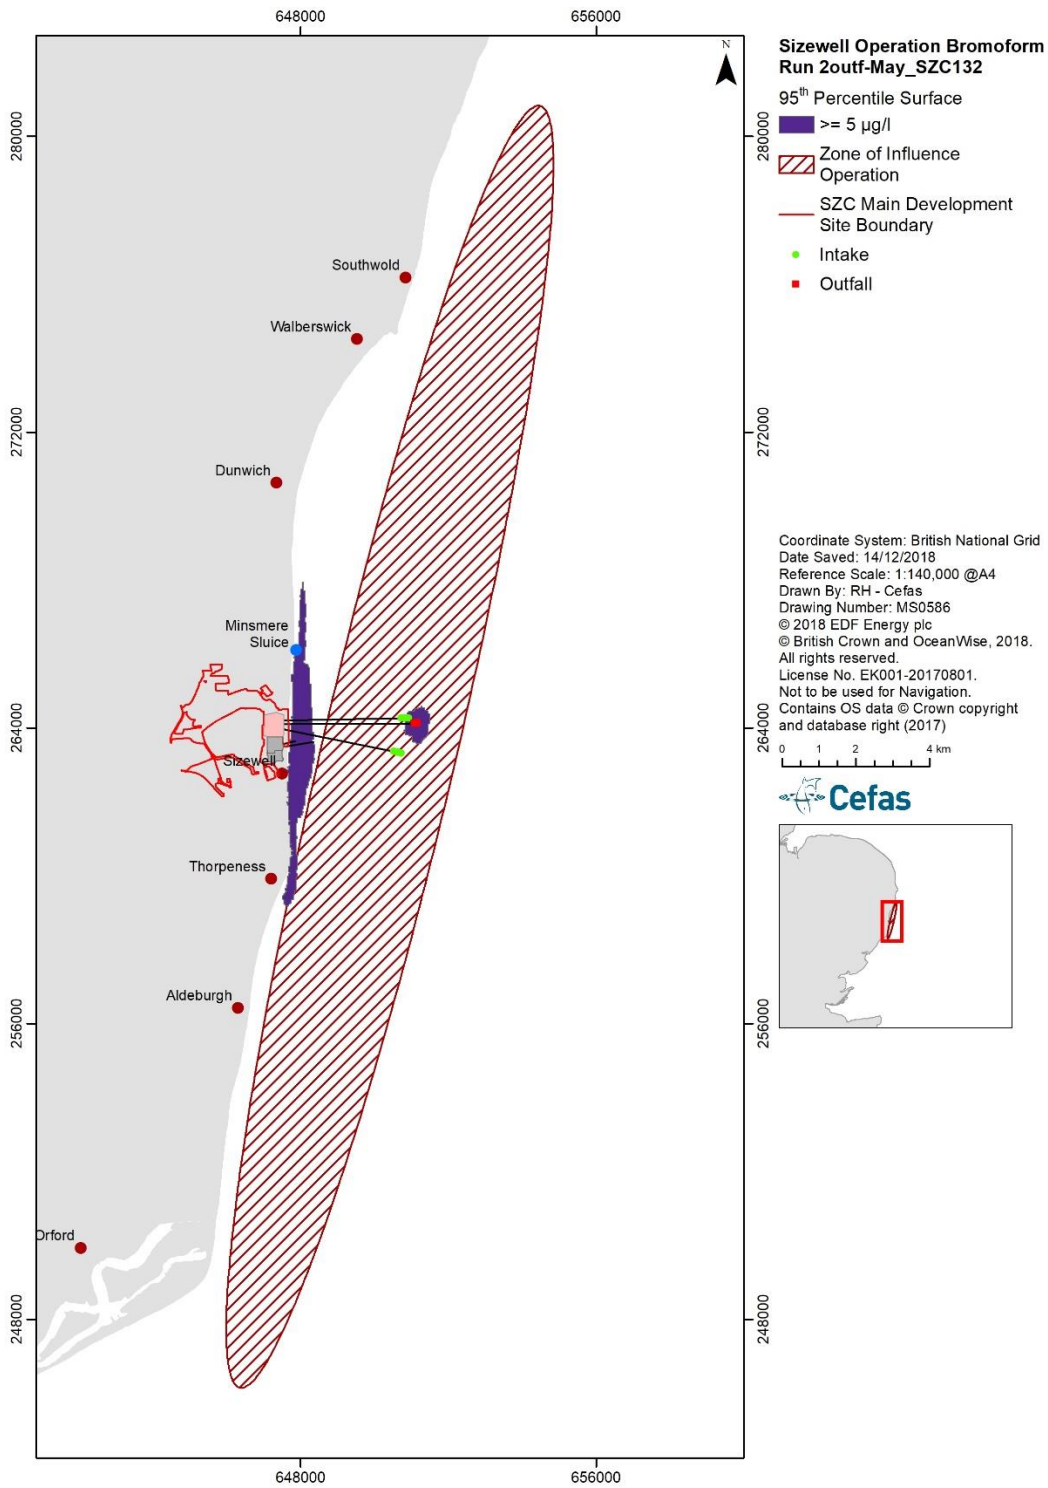 648000
656000
N
Sizewell Operation Bromoform
Run 2outf-May_SZC132
95th Percentile Surface
>= 5 µg/l
Zone of Influence
Operation
SZC Main Development
Site Boundary
Intake
Outfall
280000
280000
Southwold
Walberswick
272000
272000
Dunwich
Coordinate System: British National Grid
Date Saved: 14/12/2018
Reference Scale: 1:140,000 @A4
Drawn By: RH - Cefas
Drawing Number: MS0586
© 2018 EDF Energy plc
© British Crown and OceanWise, 2018.
All rights reserved.
License No. EK001-20170801.
Not to be used for Navigation.
Contains OS data © Crown copyright
and database right (2017)
0 1 2 4 km
Cefas
Minsmere
Sluice
264000
264000
Sizewell
Thorpeness
Aldeburgh
256000
256000
Orford
248000
248000
648000
656000